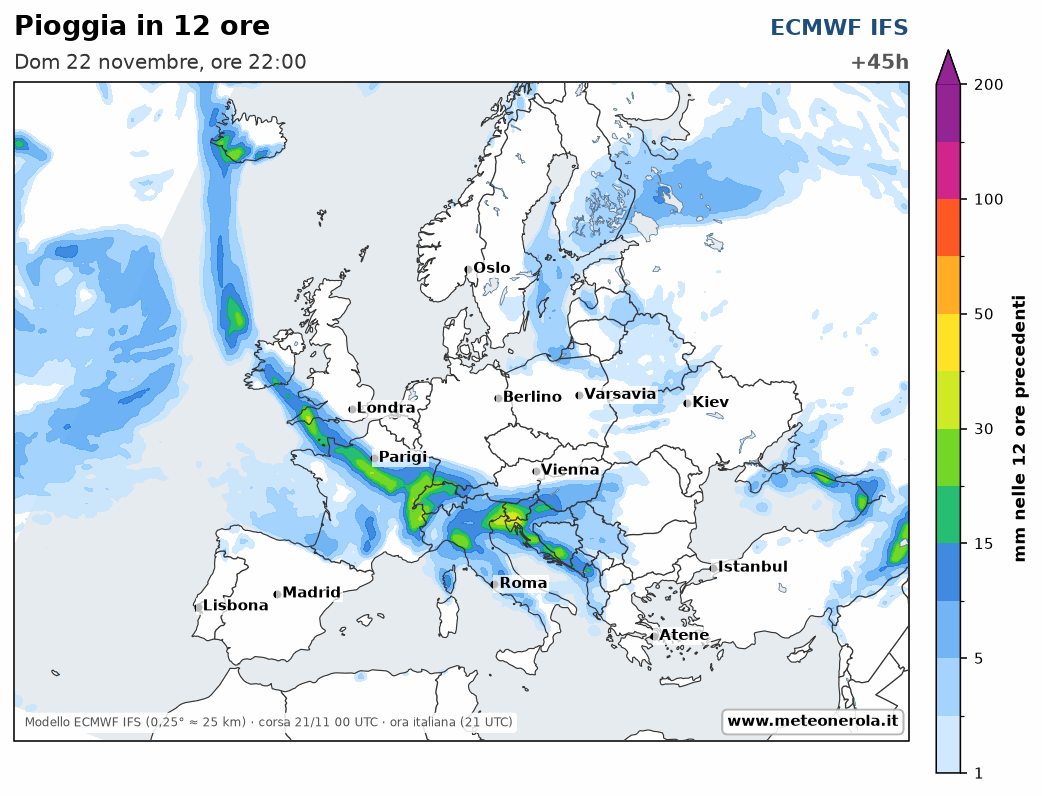 Pioggia in 12 ore
ECMWF IFS
Dom 22 novembre, ore 22:00
+45h
200
100
50
30
15
5
1
mm nelle 12 ore precedenti
Oslo
Londra
Berlino
Varsavia
Kiev
Parigi
Vienna
Istanbul
Roma
Madrid
Lisbona
Atene
Modello ECMWF IFS (0,25° ≈ 25 km) · corsa 21/11 00 UTC · ora italiana (21 UTC)
www.meteonerola.it